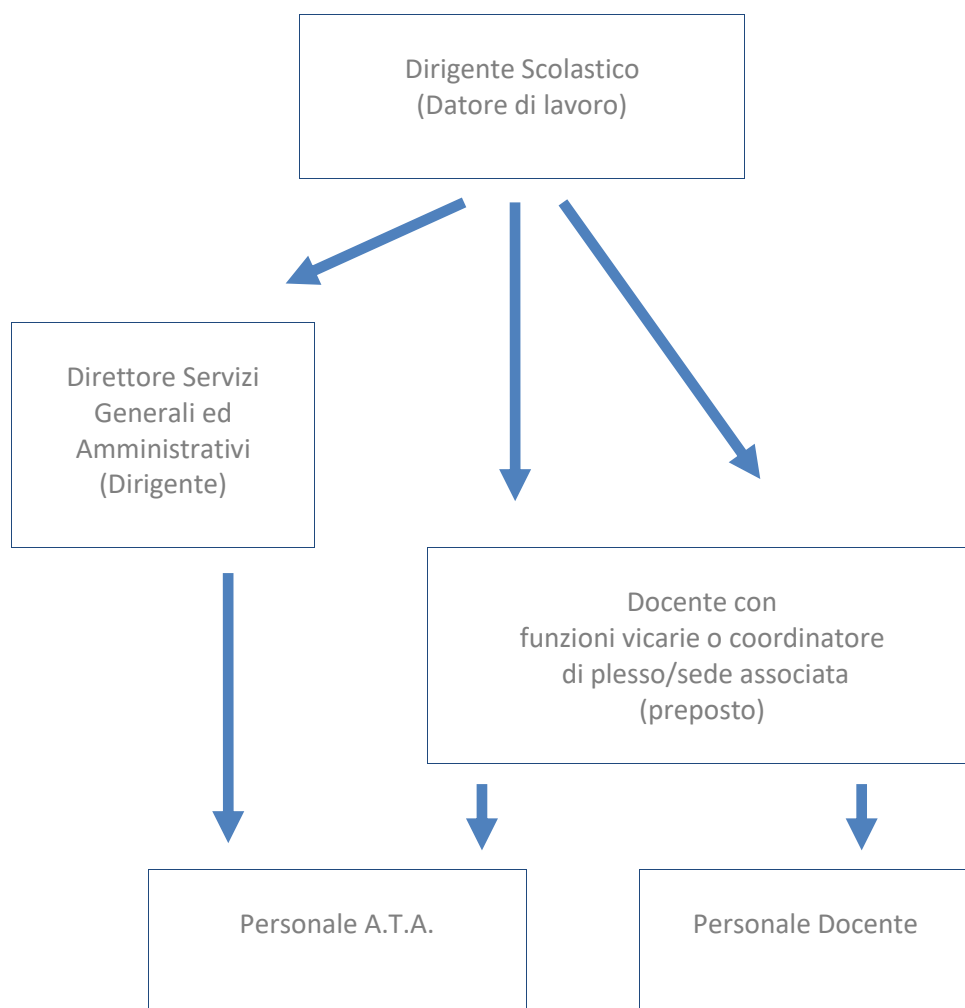 Dirigente Scolastico
(Datore di lavoro)
Direttore Servizi
Generali ed
Amministrativi
(Dirigente)
Docente con
funzioni vicarie o coordinatore
di plesso/sede associata
(preposto)
Personale A.T.A.
Personale Docente